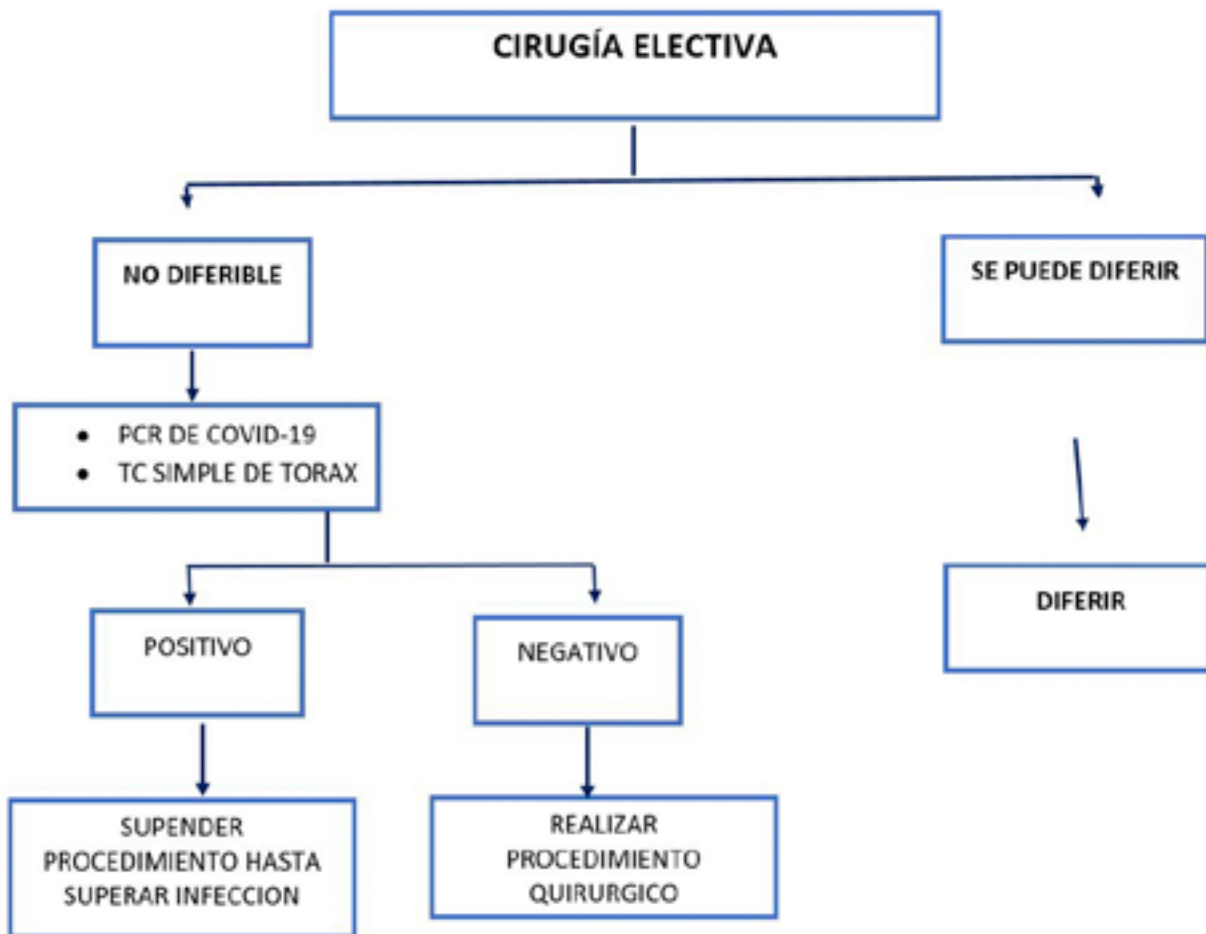 CIRUGÍA ELECTIVA
NO DIFERIBLE
SE PUEDE DIFERIR
• PCR DE COVID-19
• TC SIMPLE DE TORAX
DIFERIR
POSITIVO
NEGATIVO
SUPENDER
PROCEDIMIENTO HASTA
SUPERAR INFECCION
REALIZAR
PROCEDIMIENTO
QUIRURGICO